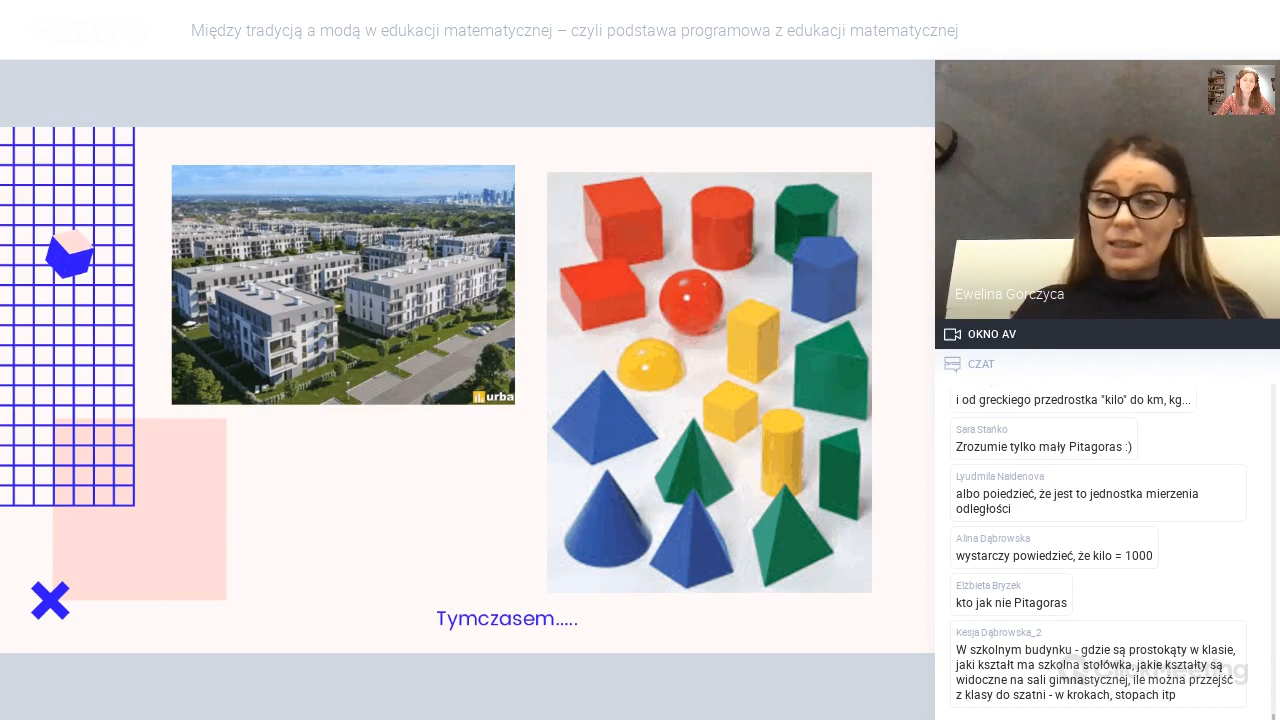 Między tradycją a modą w edukacji matematycznej – czyli podstawa programowa z edukacji matematycznej
urba
Tymczasem.....
Ewelina Gorczyca
OKNO AV
CZAT
i od greckiego przedrostka "kilo" do km, kg...
Sara Stańko
Zrozumie tylko mały Pitagoras :)
Lyudmila Naidenova
albo poiedzieć, że jest to jednostka mierzenia
odległości
Alina Dąbrowska
wystarczy powiedzieć, że kilo = 1000
Elżbieta Bryzek
kto jak nie Pitagoras
Kesja Dąbrowska_2
W szkolnym budynku - gdzie są prostokąty w klasie,
jaki kształt ma szkolna stołówka, jakie kształty są
widoczne na sali gimnastycznej, ile można przejść
z klasy do szatni - w krokach, stopach itp